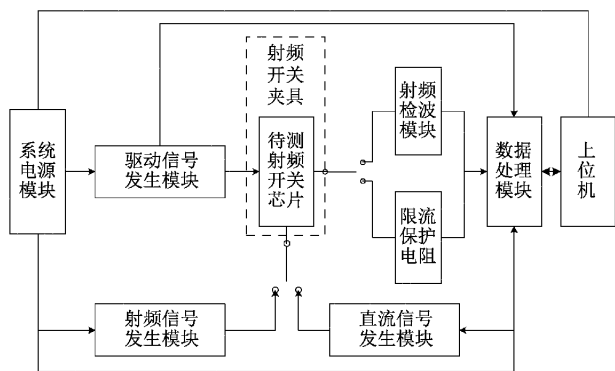 射频
开关
夹具
射频
检波
模块
系统
电源
模块
驱动信号
发生模块
待测
射频
开关
芯片
数据
处理
模块
上
位
机
限流
保护
电阻
射频信号
发生模块
直流信号
发生模块